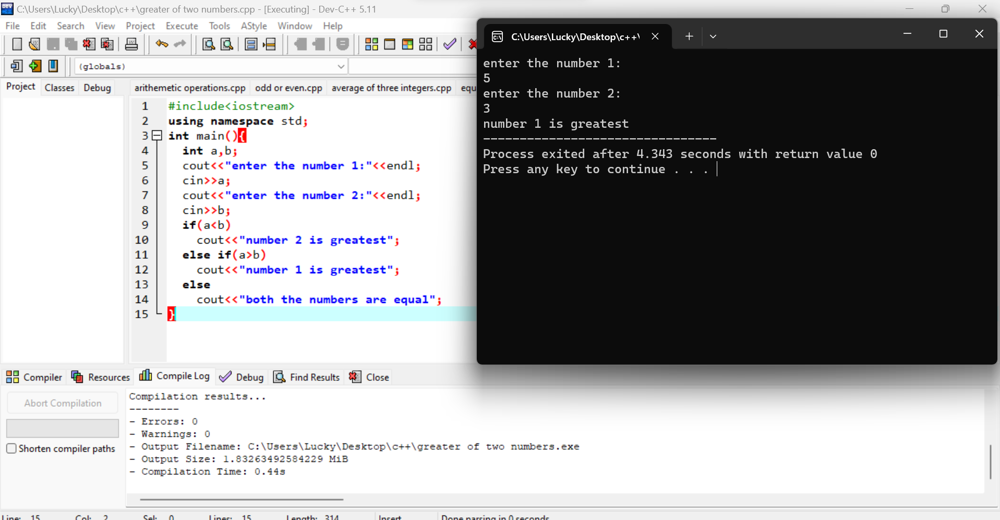 C:\Users\Lucky\Desktop\c++\greater of two numbers.cpp - [Executing] - Dev-C++ 5.11
File Edit Search View Project Execute Tools AStyle Window Help
(globals)
Project Classes Debug
arithemetic operations.cpp odd or even.cpp average of three integers.cpp equ
1 #include<iostream>
2 using namespace std;
3 int main(){
4 int a,b;
5 cout<<"enter the number 1:"<<endl;
6 cin>>a;
7 cout<<"enter the number 2:"<<endl;
8 cin>>b;
9 if(a<b)
10 cout<<"number 2 is greatest";
11 else if(a>b)
12 cout<<"number 1 is greatest";
13 else
14 cout<<"both the numbers are equal";
15 }
C:\Users\Lucky\Desktop\c++\
enter the number 1:
5
enter the number 2:
3
number 1 is greatest
--------------------------------
Process exited after 4.343 seconds with return value 0
Press any key to continue . . .
Compiler Resources Compile Log Debug Find Results Close
Abort Compilation
Shorten compiler paths
Compilation results...
--------
- Errors: 0
- Warnings: 0
- Output Filename: C:\Users\Lucky\Desktop\c++\greater of two numbers.exe
- Output Size: 1.83263492584229 MiB
- Compilation Time: 0.44s
Line: 15 Col: 2 Sel: 0 Lines: 15 Length: 314 Insert Done parsing in 0 seconds